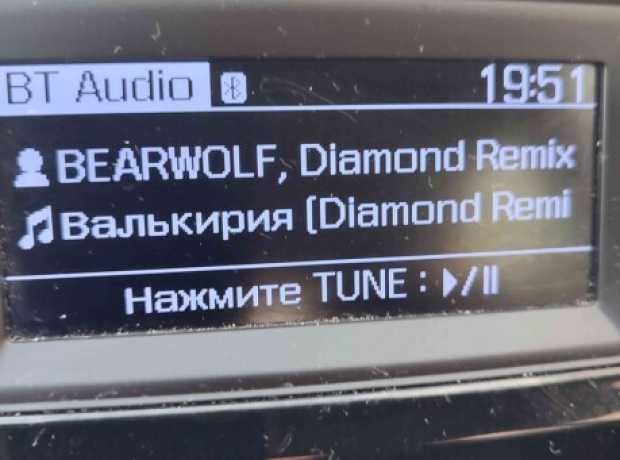 BT Audio 19:51
BEARWOLF, Diamond Remix
Валькирия (Diamond Remi
Нажмите TUNE : ▶/II